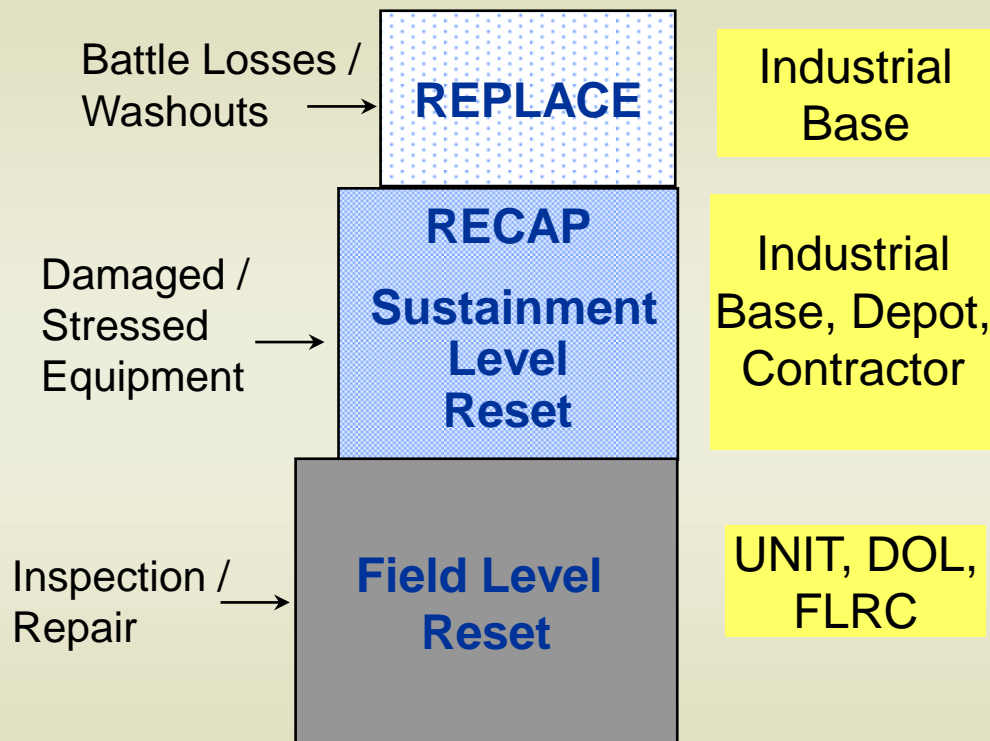 Battle Losses /
Washouts
REPLACE
Industrial
Base
Damaged /
Stressed
Equipment
RECAP
Sustainment
Level
Reset
Industrial
Base, Depot,
Contractor
Inspection /
Repair
Field Level
Reset
UNIT, DOL,
FLRC